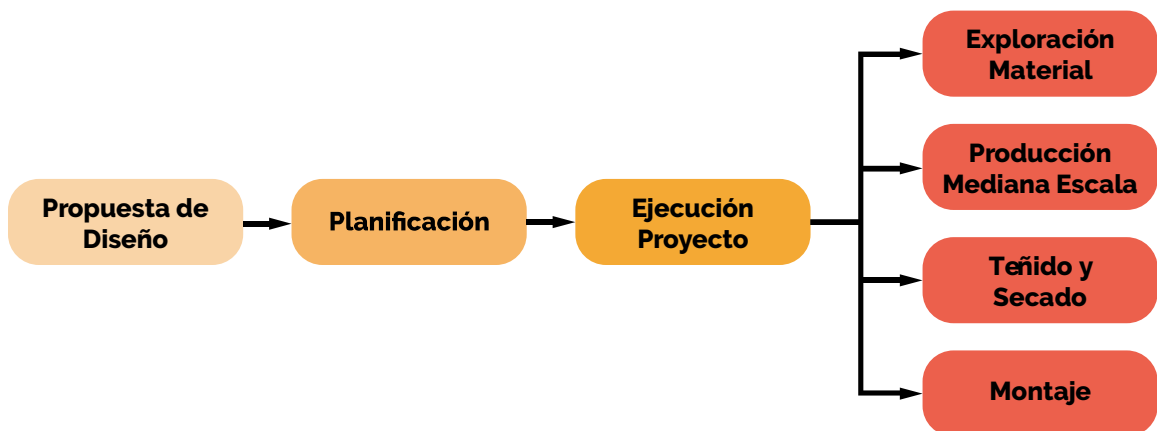 Propuesta de
Diseño
Planificación
Ejecución
Proyecto
Exploración
Material
Producción
Mediana Escala
Teñido y
Secado
Montaje